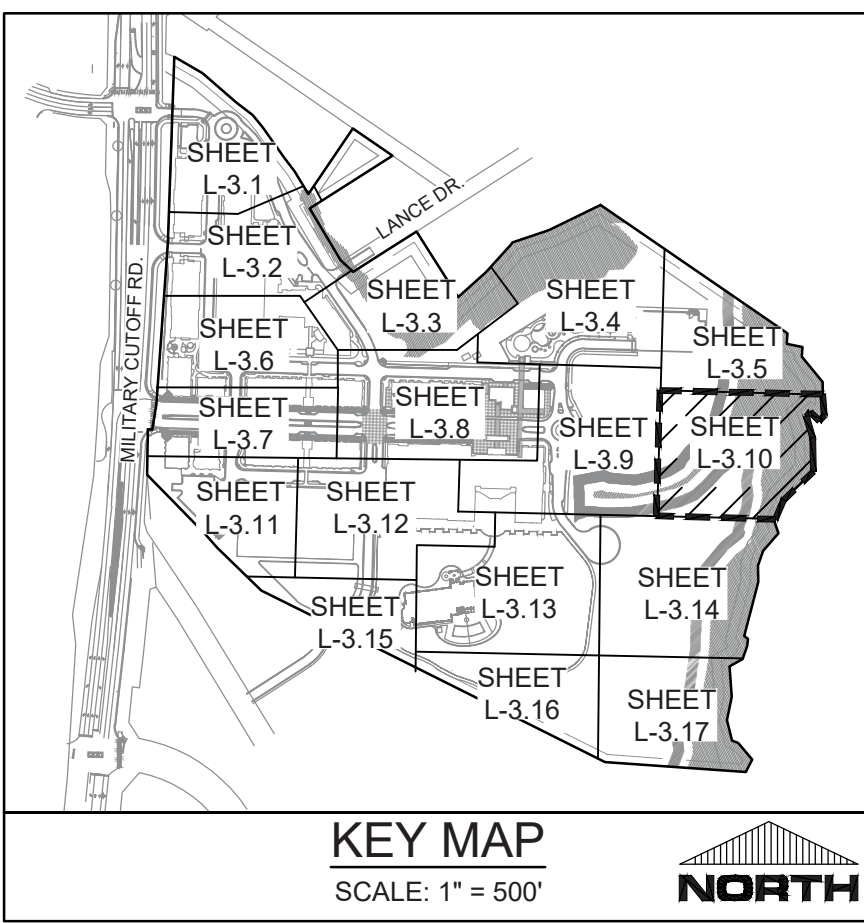 SHEET
L-3.1
LANCE DR.
SHEET
L-3.2
MILITARY CUTOFF RD.
SHEET
L-3.3
SHEET
L-3.4
SHEET
L-3.5
SHEET
L-3.6
SHEET
L-3.7
SHEET
L-3.8
SHEET
L-3.9
SHEET
L-3.10
SHEET
L-3.11
SHEET
L-3.12
SHEET
L-3.13
SHEET
L-3.14
SHEET
L-3.15
SHEET
L-3.16
SHEET
L-3.17
KEY MAP
SCALE: 1" = 500'
NORTH